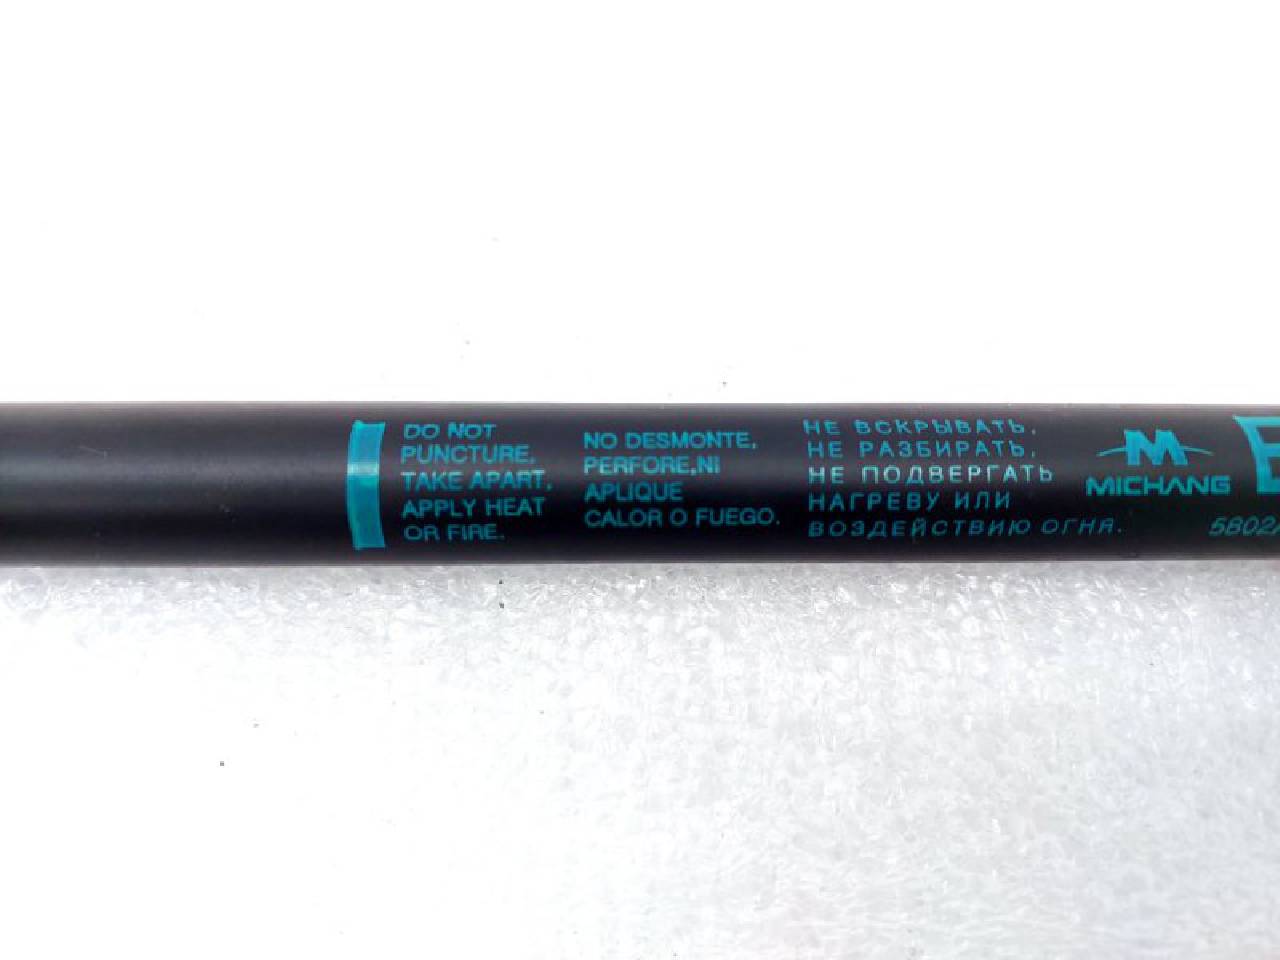 DO NOT
PUNCTURE,
TAKE APART,
APPLY HEAT
OR FIRE.
NO DESMONTE,
PERFORE,NI
APLIQUE
CALOR O FUEGO.
НЕ ВСКРЫВАТЬ,
НЕ РАЗБИРАТЬ,
НЕ ПОДВЕРГАТЬ
НАГРЕВУ ИЛИ
ВОЗДЕЙСТВИЮ ОГНЯ.
M
MICHANG